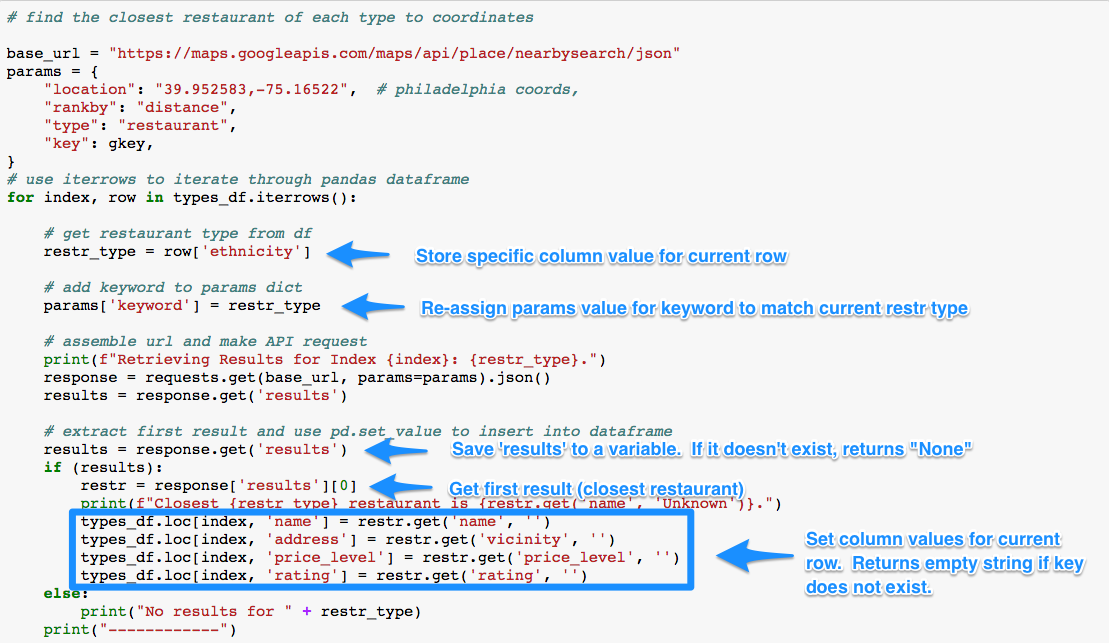 # find the closest restaurant of each type to coordinates
base_url = "https://maps.googleapis.com/maps/api/place/nearbysearch/json"
params = {
    "location": "39.952583,-75.16522",  # philadelphia coords,
    "rankby": "distance",
    "type": "restaurant",
    "key": gkey,
}
# use iterrows to iterate through pandas dataframe
for index, row in types_df.iterrows():
    # get restaurant type from df
    restr_type = row['ethnicity']
Store specific column value for current row
    # add keyword to params dict
    params['keyword'] = restr_type
Re-assign params value for keyword to match current restr type
    # assemble url and make API request
    print(f"Retrieving Results for Index {index}: {restr_type}.")
    response = requests.get(base_url, params=params).json()
    results = response.get('results')
    # extract first result and use pd.set_value to insert into dataframe
    results = response.get('results')
Save 'results' to a variable.  If it doesn't exist, returns "None"
    if (results):
        restr = response['results'][0]
Get first result (closest restaurant)
        print(f"Closest {restr_type} restaurant is {restr.get('name', 'Unknown')}.")
        types_df.loc[index, 'name'] = restr.get('name', '')
        types_df.loc[index, 'address'] = restr.get('vicinity', '')
        types_df.loc[index, 'price_level'] = restr.get('price_level', '')
        types_df.loc[index, 'rating'] = restr.get('rating', '')
Set column values for current
row.  Returns empty string if key
does not exist.
    else:
        print("No results for " + restr_type)
    print("------------")